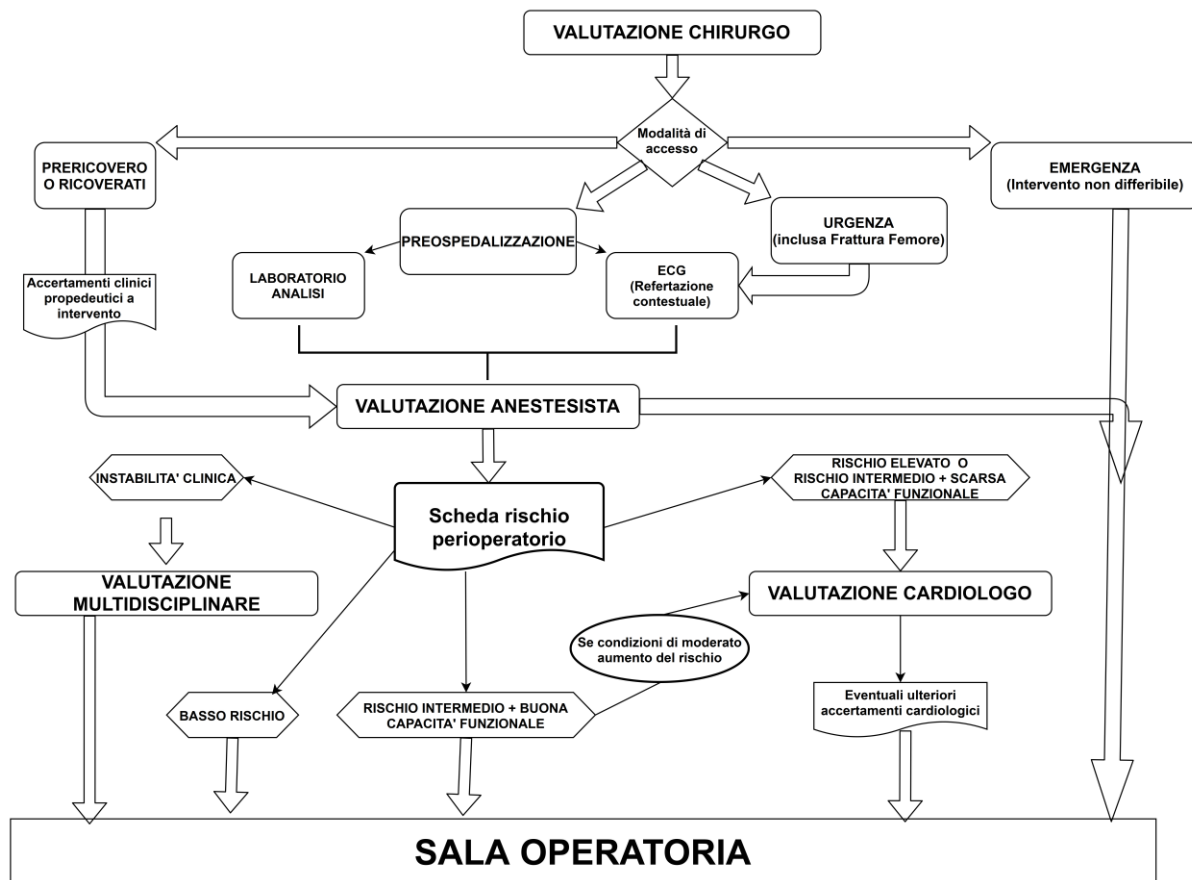 VALUTAZIONE CHIRURGO
Modalità di
accesso
PRERICOVERO
O RICOVERATI
EMERGENZA
(Intervento non differibile)
PREOSPEDALIZZAZIONE
URGENZA
(inclusa Frattura Femore)
LABORATORIO
ANALISI
ECG
(Refertazione
contestuale)
Accertamenti clinici
propedeutici a
intervento
VALUTAZIONE ANESTESISTA
INSTABILITA' CLINICA
Scheda rischio
perioperatorio
RISCHIO ELEVATO O
RISCHIO INTERMEDIO + SCARSA
CAPACITA' FUNZIONALE
VALUTAZIONE
MULTIDISCIPLINARE
VALUTAZIONE CARDIOLOGO
Se condizioni di moderato
aumento del rischio
BASSO RISCHIO
RISCHIO INTERMEDIO + BUONA
CAPACITA' FUNZIONALE
Eventuali ulteriori
accertamenti cardiologici
SALA OPERATORIA